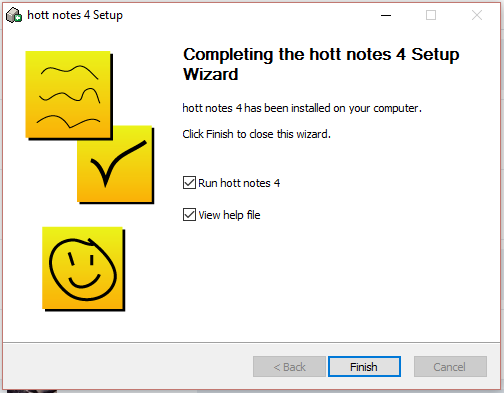 hott notes 4 Setup
Completing the hott notes 4 Setup
Wizard
hott notes 4 has been installed on your computer.
Click Finish to close this wizard.
Run hott notes 4
View help file
< Back
Finish
Cancel